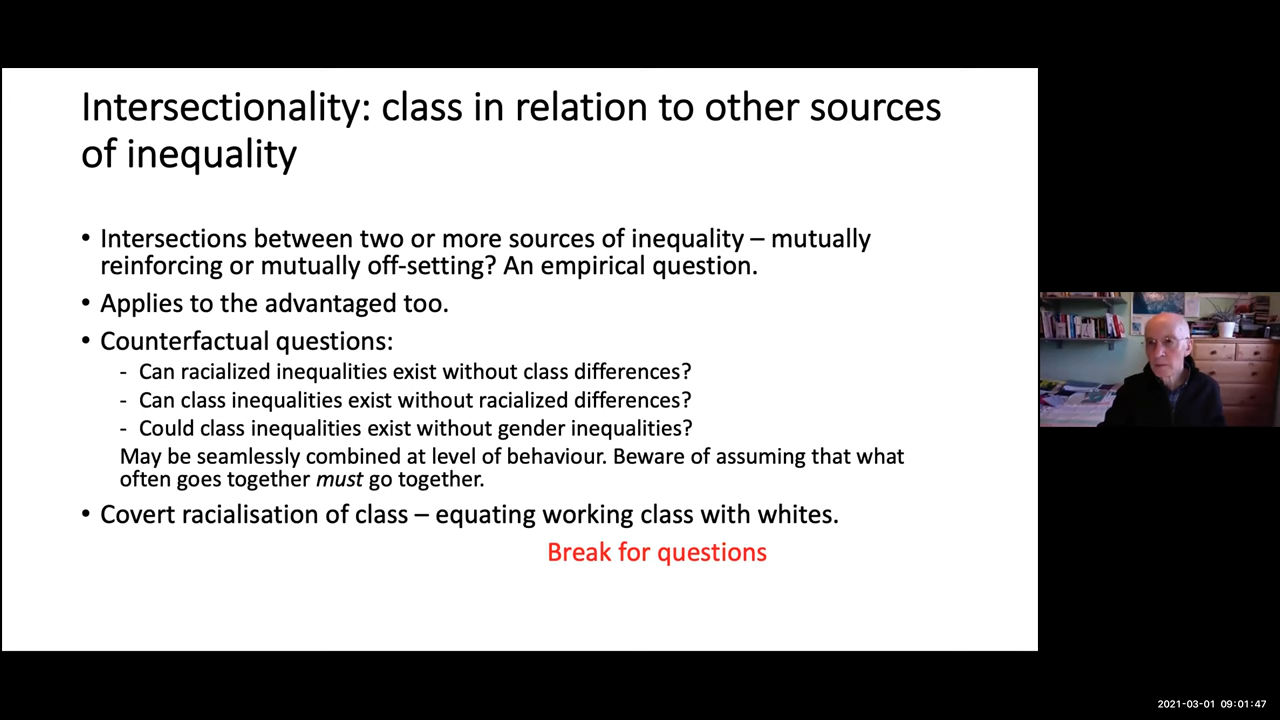 Intersectionality: class in relation to other sources
of inequality
• Intersections between two or more sources of inequality – mutually
reinforcing or mutually off-setting? An empirical question.
• Applies to the advantaged too.
• Counterfactual questions:
- Can racialized inequalities exist without class differences?
- Can class inequalities exist without racialized differences?
- Could class inequalities exist without gender inequalities?
May be seamlessly combined at level of behaviour. Beware of assuming that what
often goes together must go together.
• Covert racialisation of class – equating working class with whites.
Break for questions
2021-03-01 09:01:47